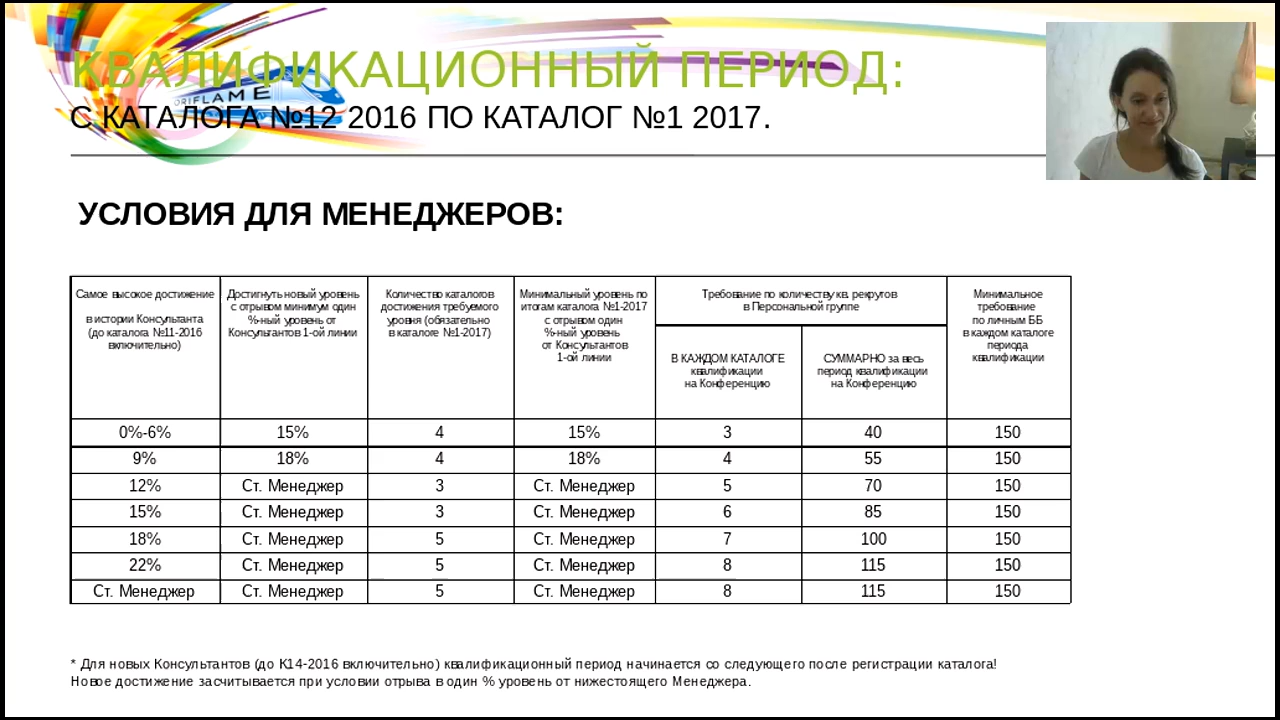 КВАЛИФИКАЦИОННЫЙ ПЕРИОД:
ORIFLAME
С КАТАЛОГА №12 2016 ПО КАТАЛОГ №1 2017.
УСЛОВИЯ ДЛЯ МЕНЕДЖЕРОВ:
Самое высокое достижение
в истории Консультанта
(до каталога №11-2016
включительно)
Достигнуть новый уровень
с отрывом минимум один
%-ный уровень от
Консультантов 1-ой линии
Количество каталогов
достижения требуемого
уровня (обязательно
в каталоге №1-2017)
Минимальный уровень по
итогам каталога №1-2017
с отрывом один
%-ный уровень
от Консультантов
1-ой линии
Требование по количеству кв. рекрутов
в Персональной группе
В КАЖДОМ КАТАЛОГЕ
квалификации
на Конференцию
СУММАРНО за весь
период квалификации
на Конференцию
Минимальное
требование
по личным ББ
в каждом каталоге
периода
квалификации
0%-6% 15% 4 15% 3 40 150
9% 18% 4 18% 4 55 150
12% Ст. Менеджер 3 Ст. Менеджер 5 70 150
15% Ст. Менеджер 3 Ст. Менеджер 6 85 150
18% Ст. Менеджер 5 Ст. Менеджер 7 100 150
22% Ст. Менеджер 5 Ст. Менеджер 8 115 150
Ст. Менеджер Ст. Менеджер 5 Ст. Менеджер 8 115 150
* Для новых Консультантов (до К14-2016 включительно) квалификационный период начинается со следующего после регистрации каталога!
Новое достижение засчитывается при условии отрыва в один % уровень от нижестоящего Менеджера.